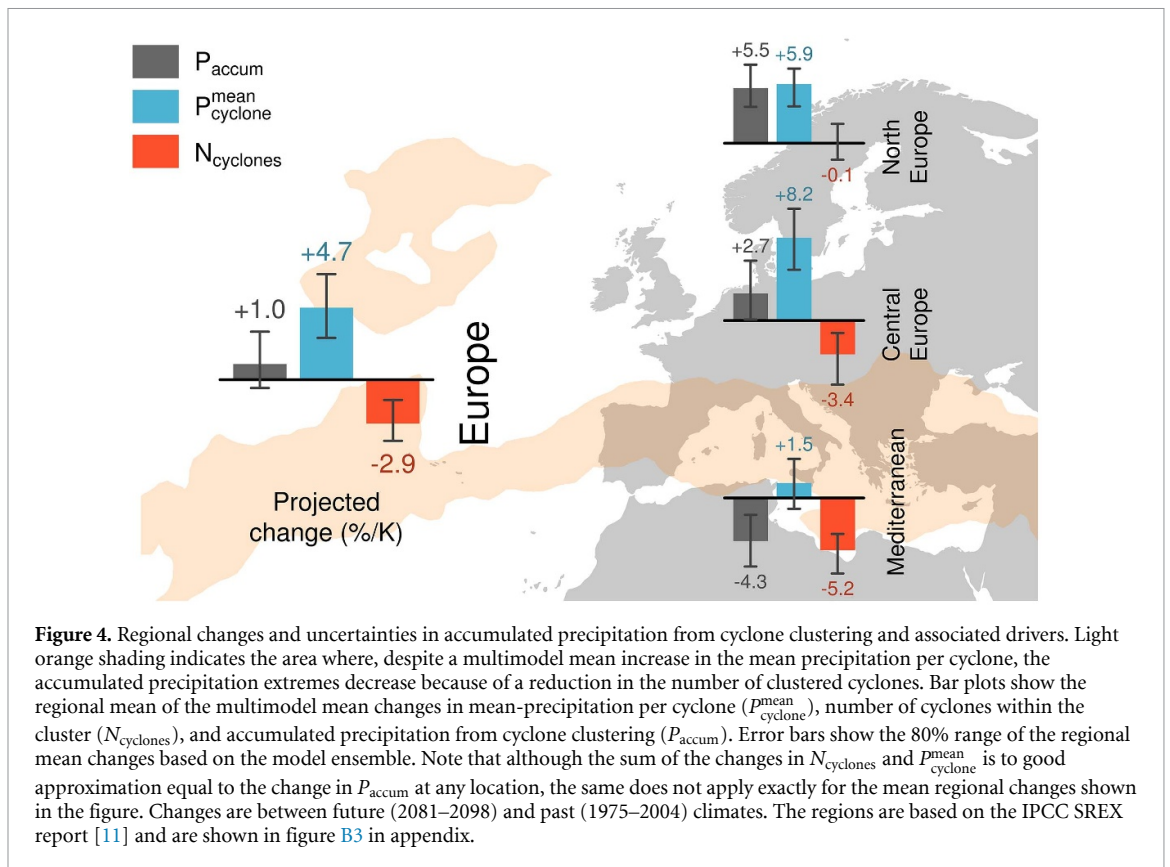 P_accum
P^mean_cyclone
N_cyclones
+5.5
+5.9
-0.1
North
Europe
+2.7
+8.2
-3.4
Central
Europe
+1.0
+4.7
-2.9
Europe
Projected
change (%/K)
-4.3
+1.5
-5.2
Mediterranean
Figure 4. Regional changes and uncertainties in accumulated precipitation from cyclone clustering and associated drivers. Light
orange shading indicates the area where, despite a multimodel mean increase in the mean precipitation per cyclone, the
accumulated precipitation extremes decrease because of a reduction in the number of clustered cyclones. Bar plots show the
regional mean of the multimodel mean changes in mean-precipitation per cyclone (P^mean_cyclone), number of cyclones within the
cluster (N_cyclones), and accumulated precipitation from cyclone clustering (P_accum). Error bars show the 80% range of the regional
mean changes based on the model ensemble. Note that although the sum of the changes in N_cyclones and P^mean_cyclone is to good
approximation equal to the change in P_accum at any location, the same does not apply exactly for the mean regional changes shown
in the figure. Changes are between future (2081–2098) and past (1975–2004) climates. The regions are based on the IPCC SREX
report [11] and are shown in figure B3 in appendix.